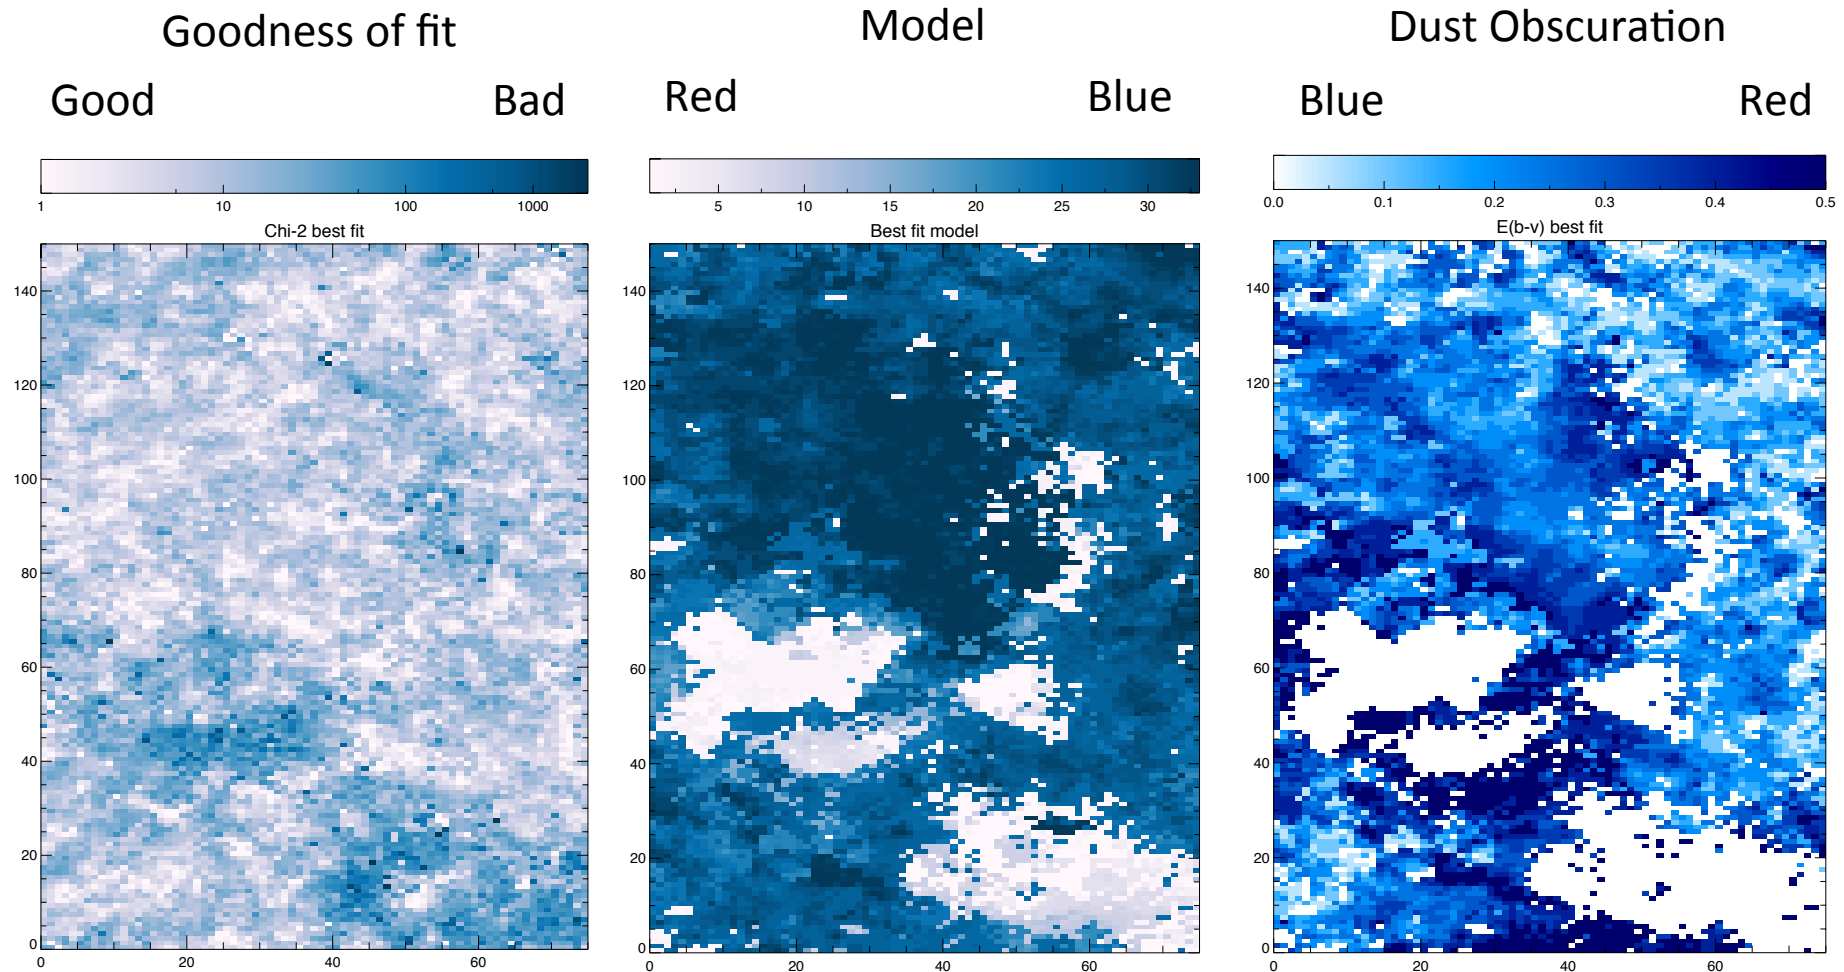 Goodness of fit
Model
Dust Obscuration
Good Bad
Red Blue
Blue Red
1 10 100 1000
5 10 15 20 25 30
0.0 0.1 0.2 0.3 0.4 0.5
Chi-2 best fit
Best fit model
E(b-v) best fit
140
120
100
80
60
40
20
0
0 20 40 60
140
120
100
80
60
40
20
0
0 20 40 60
140
120
100
80
60
40
20
0
0 20 40 60